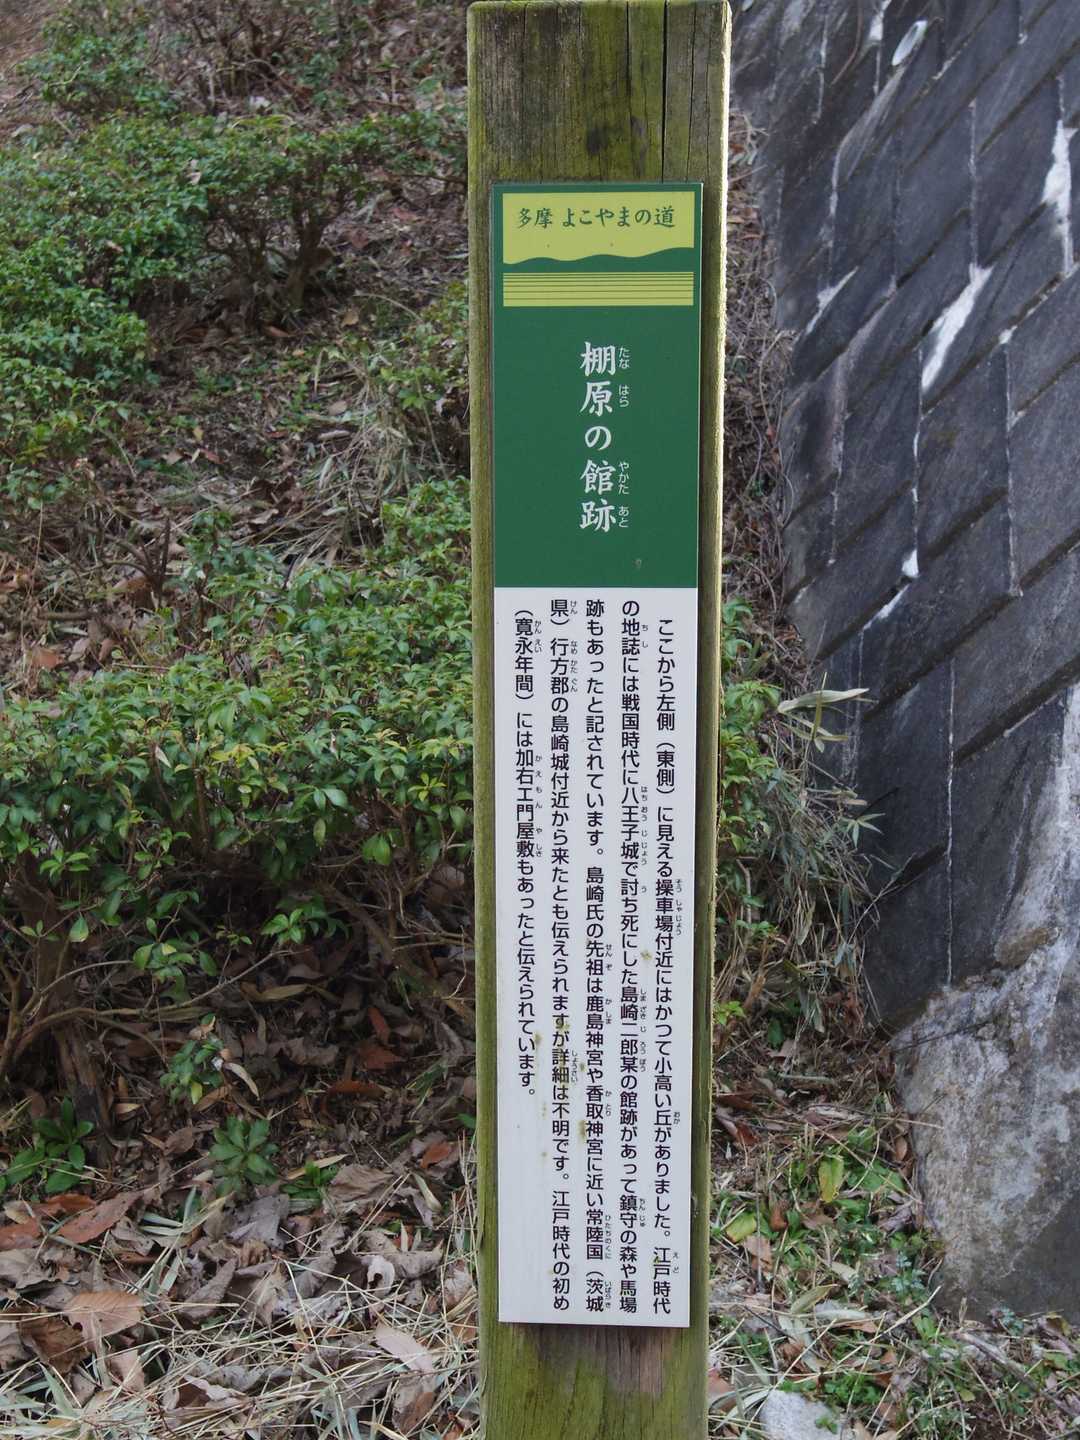 多摩 よこやまの道
棚原の館跡
たな はら やかた あと
ここから左側（東側）に見える操車場付近にはかつて小高い丘がありました。江戸時代
の地誌には戦国時代に八王子城で討ち死にした島崎二郎某の館跡があって鎮守の森や馬場
跡もあったと記されています。島崎氏の先祖は鹿島神宮や香取神宮に近い常陸国（茨城
県）行方郡の島崎城付近から来たとも伝えられますが詳細は不明です。江戸時代の初め
（寛永年間）には加右エ門屋敷もあったと伝えられています。